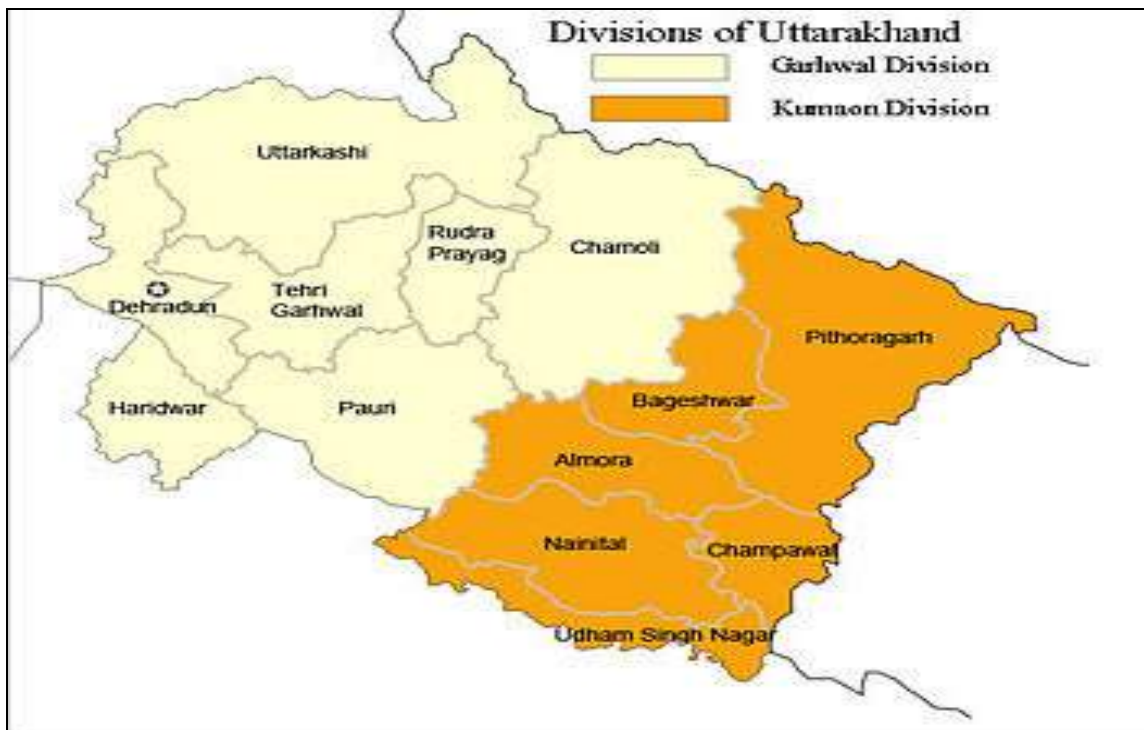 Divisions of Uttarakhand
Garhwal Division
Kumaon Division
Uttarkashi
Rudra
Prayag
Chamoli
Tehri
Garhwal
Dehradun
Pithoragarh
Haridwar
Pauri
Bageshwar
Almora
Nainital
Champawat
Udham Singh Nagar